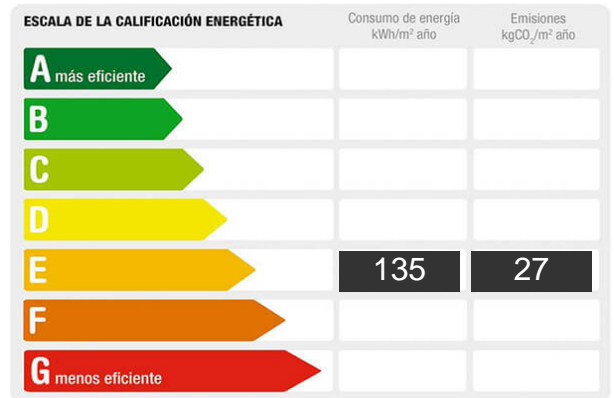 ESCALA DE LA CALIFICACIÓN ENERGÉTICA
Consumo de energía
kWh/m² año
Emisiones
kgCO₂/m² año
A más eficiente
B
C
D
E 135 27
F
G menos eficiente